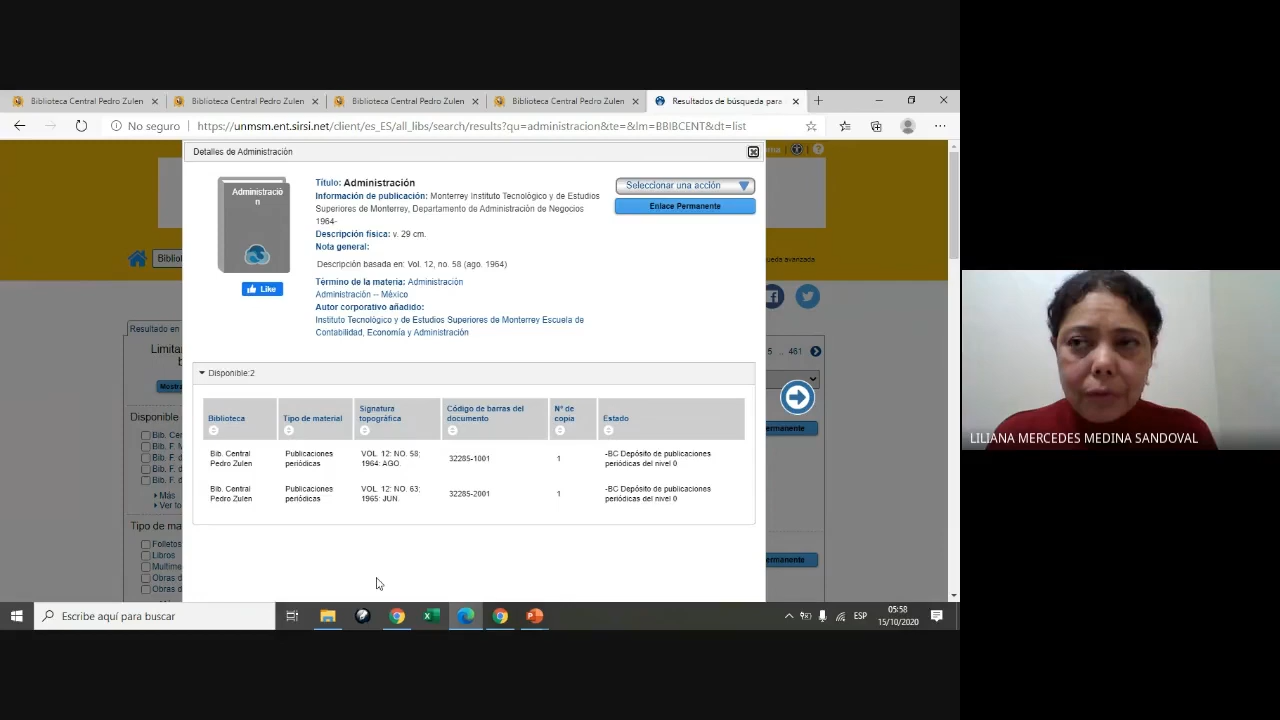 Biblioteca Central Pedro Zulen
Biblioteca Central Pedro Zulen
Biblioteca Central Pedro Zulen
Biblioteca Central Pedro Zulen
Resultados de búsqueda para
No seguro
https://unmsm.ent.sirsi.net/client/es_ES/all_libs/search/results?qu=administracion&te=&lm=BBIBCENT&dt=list
Detalles de Administración
Administració
n
Like
Título: Administración
Información de publicación: Monterrey Instituto Tecnológico y de Estudios
Superiores de Monterrey, Departamento de Administración de Negocios
1964-
Descripción física: v. 29 cm.
Nota general:
Descripción basada en: Vol. 12, no. 58 (ago. 1964)
Término de la materia: Administración
Administración -- México
Autor corporativo añadido:
Instituto Tecnológico y de Estudios Superiores de Monterrey Escuela de
Contabilidad, Economía y Administración
Seleccionar una acción
Enlace Permanente
Disponible:2
Biblioteca
Tipo de material
Signatura
topográfica
Código de barras del
documento
Nº de
copia
Estado
Bib. Central
Pedro Zulen
Publicaciones
periódicas
VOL. 12: NO. 58;
1964: AGO.
32285-1001
1
-BC Depósito de publicaciones
periódicas del nivel 0
Bib. Central
Pedro Zulen
Publicaciones
periódicas
VOL. 12: NO. 63;
1965: JUN.
32285-2001
1
-BC Depósito de publicaciones
periódicas del nivel 0
Resultado en
Disponible
Bib. F.
Bib. F. d
Bib. F. d
Más
Ver to
Tipo de ma
Folletos
Libros
Multime
Obras d
Obras d
5 ... 461
LILIANA MERCEDES MEDINA SANDOVAL
Escribe aquí para buscar
ESP
05:58
15/10/2020